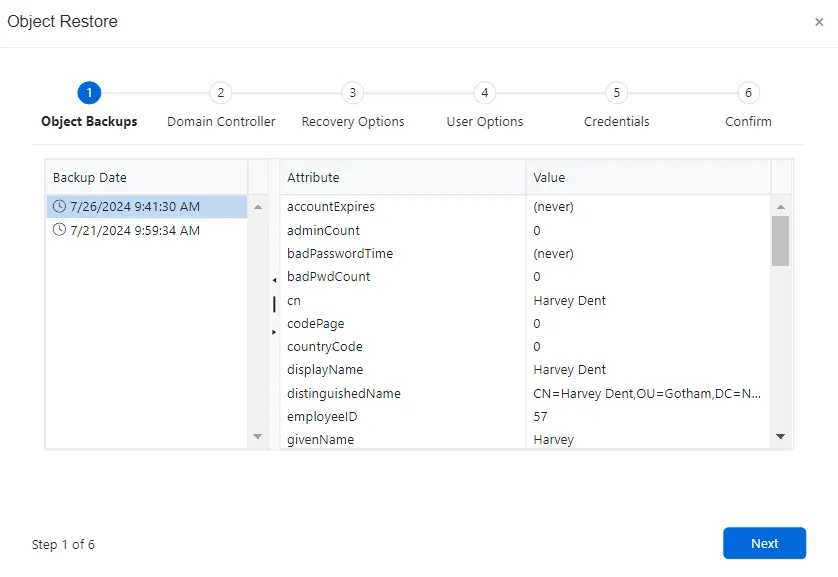 Object Restore ×
1 2 3 4 5 6
Object Backups Domain Controller Recovery Options User Options Credentials Confirm
Backup Date Attribute Value
7/26/2024 9:41:30 AM accountExpires (never)
7/21/2024 9:59:34 AM adminCount 0
badPasswordTime (never)
badPwdCount 0
cn Harvey Dent
codePage 0
countryCode 0
displayName Harvey Dent
distinguishedName CN=Harvey Dent,OU=Gotham,DC=N...
employeeID 57
givenName Harvey
Step 1 of 6 Next